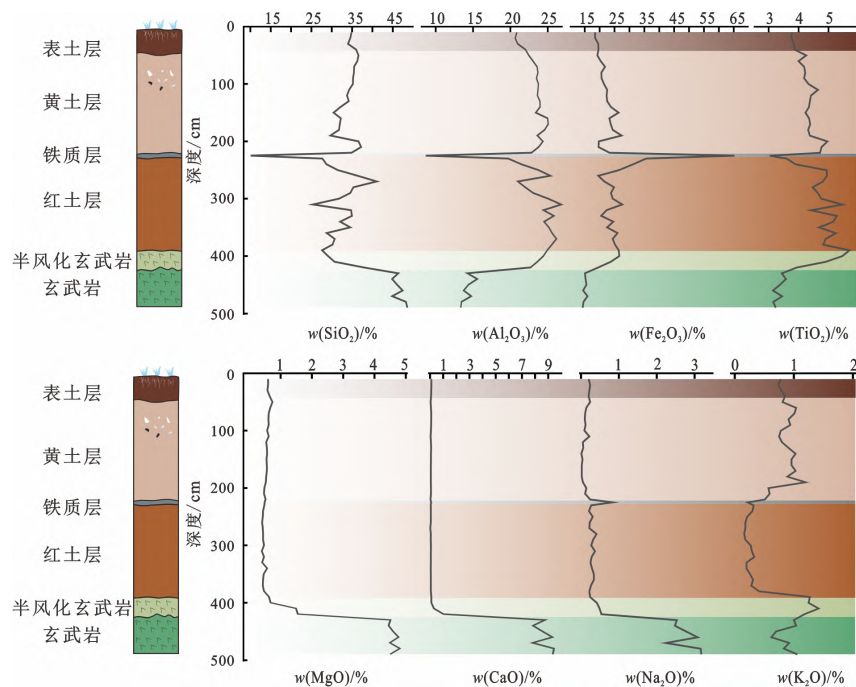 0 15 25 35 45 10 15 20 25 15 25 35 45 55 65 3 4 5
表土层
100
黄土层
深度/cm
200
铁质层
红土层
300
半风化玄武岩
400
玄武岩
500
w(SiO₂)/% w(Al₂O₃)/% w(Fe₂O₃)/% w(TiO₂)/%
0 1 2 3 4 5 1 3 5 7 8 9 1 2 3 0 1 2
表土层
100
黄土层
深度/cm
200
铁质层
红土层
300
半风化玄武岩
400
玄武岩
500
w(MgO)/% w(CaO)/% w(Na₂O)% w(K₂O)/%